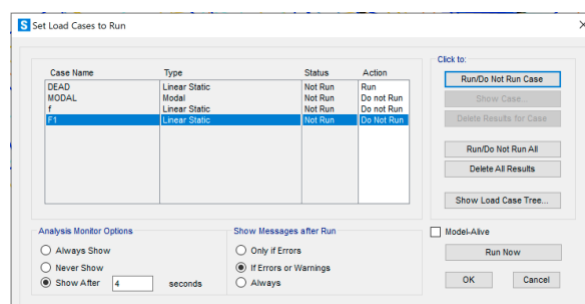 S Set Load Cases to Run
Click to:
Case Name Type Status Action
DEAD Linear Static Not Run Run
MODAL Modal Not Run Do not Run
f Linear Static Not Run Do not Run
F1 Linear Static Not Run Do Not Run
Run/Do Not Run Case
Show Case...
Delete Results for Case
Run/Do Not Run All
Delete All Results
Show Load Case Tree...
Analysis Monitor Options
Always Show
Never Show
Show After 4 seconds
Show Messages after Run
Only if Errors
If Errors or Warnings
Always
Model-Alive
Run Now
OK Cancel